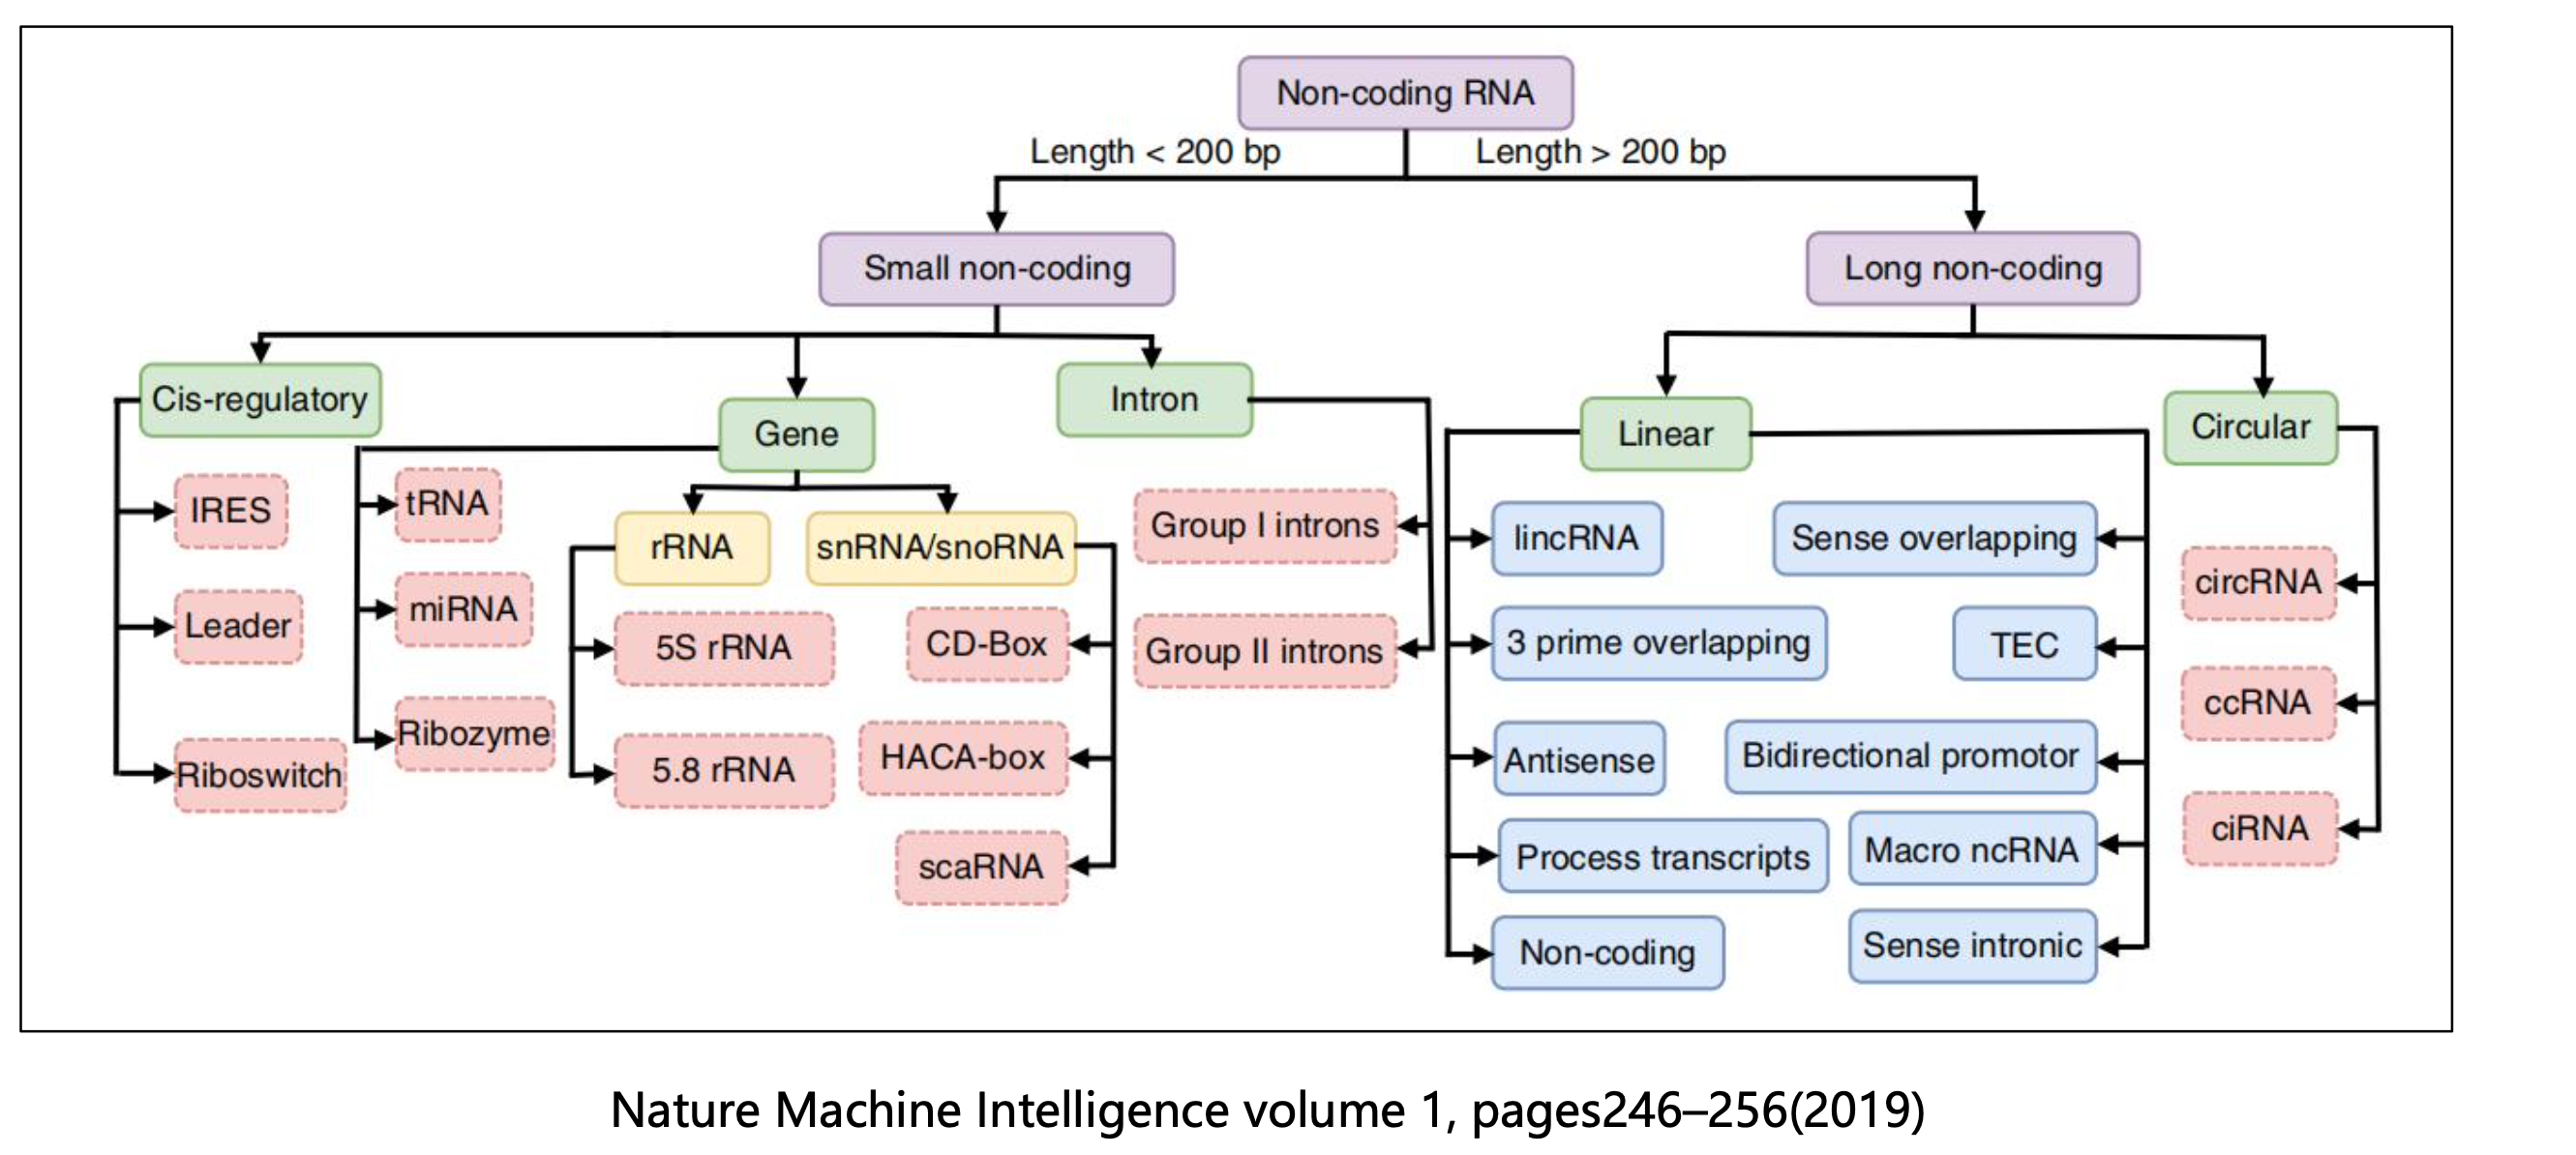 Non-coding RNA
Length < 200 bp
Length > 200 bp
Small non-coding
Long non-coding
Cis-regulatory
Gene
Intron
Linear
Circular
IRES
Leader
Riboswitch
tRNA
miRNA
Ribozyme
rRNA
snRNA/snoRNA
5S rRNA
5.8 rRNA
CD-Box
HACA-box
scaRNA
Group I introns
Group II introns
lincRNA
3 prime overlapping
Antisense
Process transcripts
Non-coding
Sense overlapping
TEC
Bidirectional promotor
Macro ncRNA
Sense intronic
circRNA
ccRNA
ciRNA
Nature Machine Intelligence volume 1, pages246–256(2019)